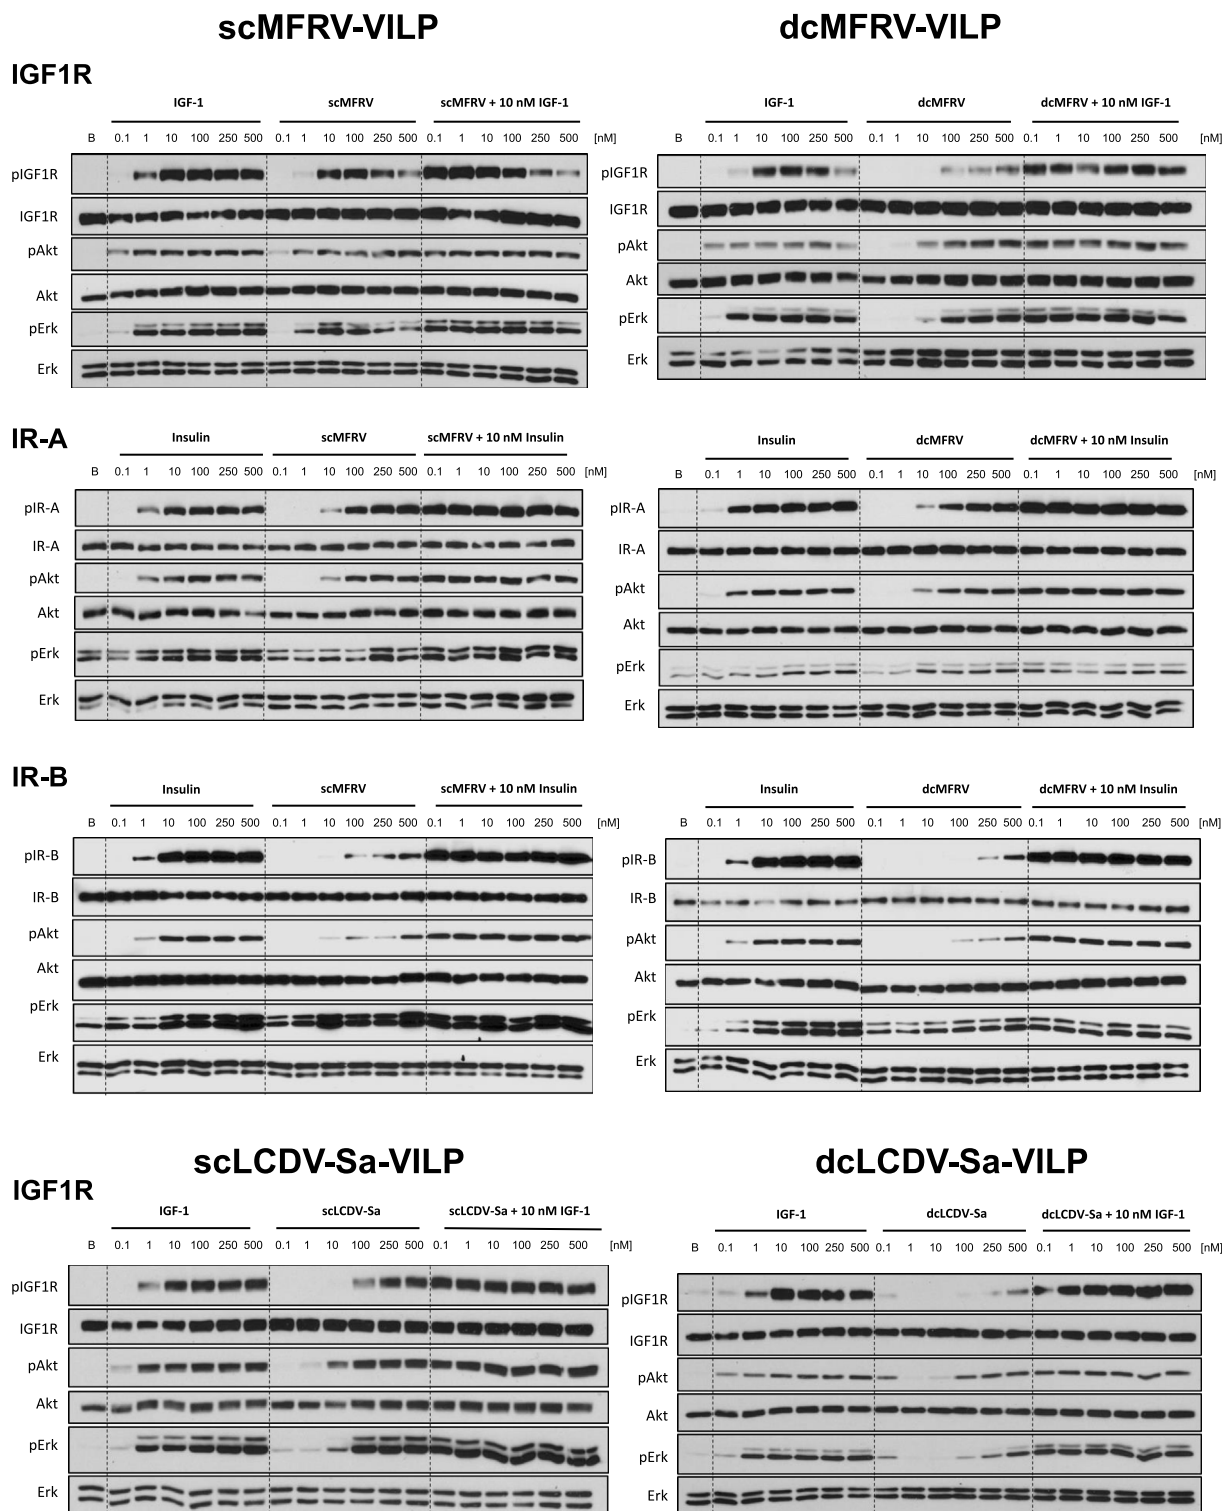 scMFRV-VILP
dcMFRV-VILP
IGF1R
IGF-1 scMFRV scMFRV + 10 nM IGF-1
B 0.1 1 10 100 250 500 0.1 1 10 100 250 500 0.1 1 10 100 250 500 [nM]
pIGF1R
IGF1R
pAkt
Akt
pErk
Erk
IGF-1 dcMFRV dcMFRV + 10 nM IGF-1
B 0.1 1 10 100 250 500 0.1 1 10 100 250 500 0.1 1 10 100 250 500 [nM]
pIGF1R
IGF1R
pAkt
Akt
pErk
Erk
IR-A
Insulin scMFRV scMFRV + 10 nM Insulin
B 0.1 1 10 100 250 500 0.1 1 10 100 250 500 0.1 1 10 100 250 500 [nM]
pIR-A
IR-A
pAkt
Akt
pErk
Erk
Insulin dcMFRV dcMFRV + 10 nM Insulin
B 0.1 1 10 100 250 500 0.1 1 10 100 250 500 0.1 1 10 100 250 500 [nM]
pIR-A
IR-A
pAkt
Akt
pErk
Erk
IR-B
Insulin scMFRV scMFRV + 10 nM Insulin
B 0.1 1 10 100 250 500 0.1 1 10 100 250 500 0.1 1 10 100 250 500 [nM]
pIR-B
IR-B
pAkt
Akt
pErk
Erk
Insulin dcMFRV dcMFRV + 10 nM Insulin
B 0.1 1 10 100 250 500 0.1 1 10 100 250 500 0.1 1 10 100 250 500 [nM]
pIR-B
IR-B
pAkt
Akt
pErk
Erk
scLCDV-Sa-VILP
dcLCDV-Sa-VILP
IGF1R
IGF-1 scLCDV-Sa scLCDV-Sa + 10 nM IGF-1
B 0.1 1 10 100 250 500 0.1 1 10 100 250 500 0.1 1 10 100 250 500 [nM]
pIGF1R
IGF1R
pAkt
Akt
pErk
Erk
IGF-1 dcLCDV-Sa dcLCDV-Sa + 10 nM IGF-1
B 0.1 1 10 100 250 500 0.1 1 10 100 250 500 0.1 1 10 100 250 500 [nM]
pIGF1R
IGF1R
pAkt
Akt
pErk
Erk